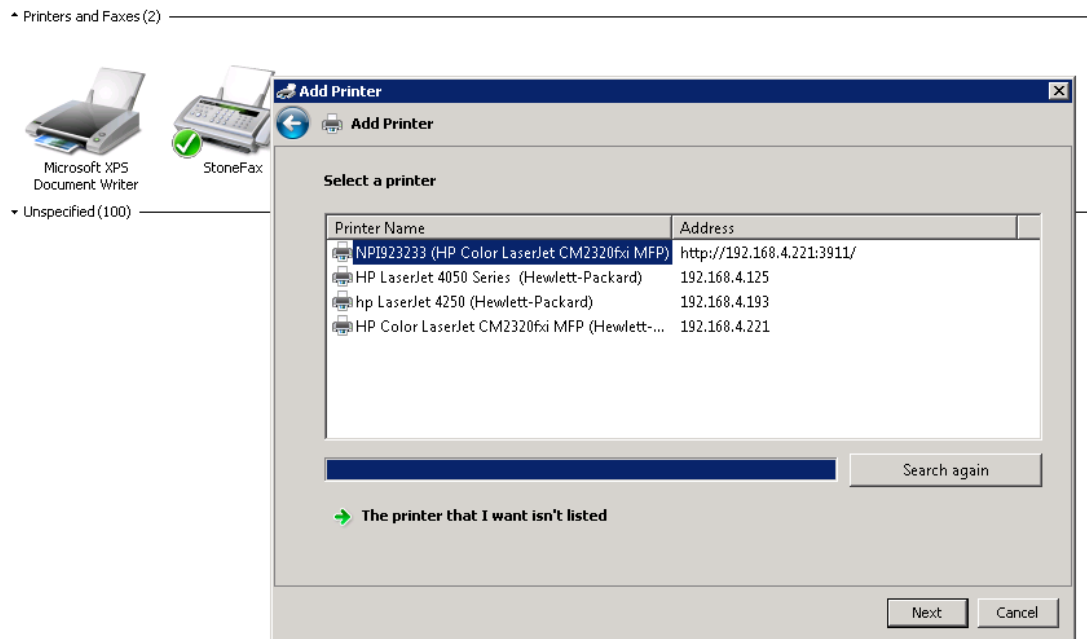 Printers and Faxes (2)
Microsoft XPS
Document Writer
StoneFax
Unspecified (100)
Add Printer
Add Printer
Select a printer
Printer Name Address
NPI923233 (HP Color LaserJet CM2320fxi MFP) http://192.168.4.221:3911/
HP LaserJet 4050 Series (Hewlett-Packard) 192.168.4.125
hp LaserJet 4250 (Hewlett-Packard) 192.168.4.193
HP Color LaserJet CM2320fxi MFP (Hewlett-... 192.168.4.221
Search again
The printer that I want isn't listed
Next Cancel